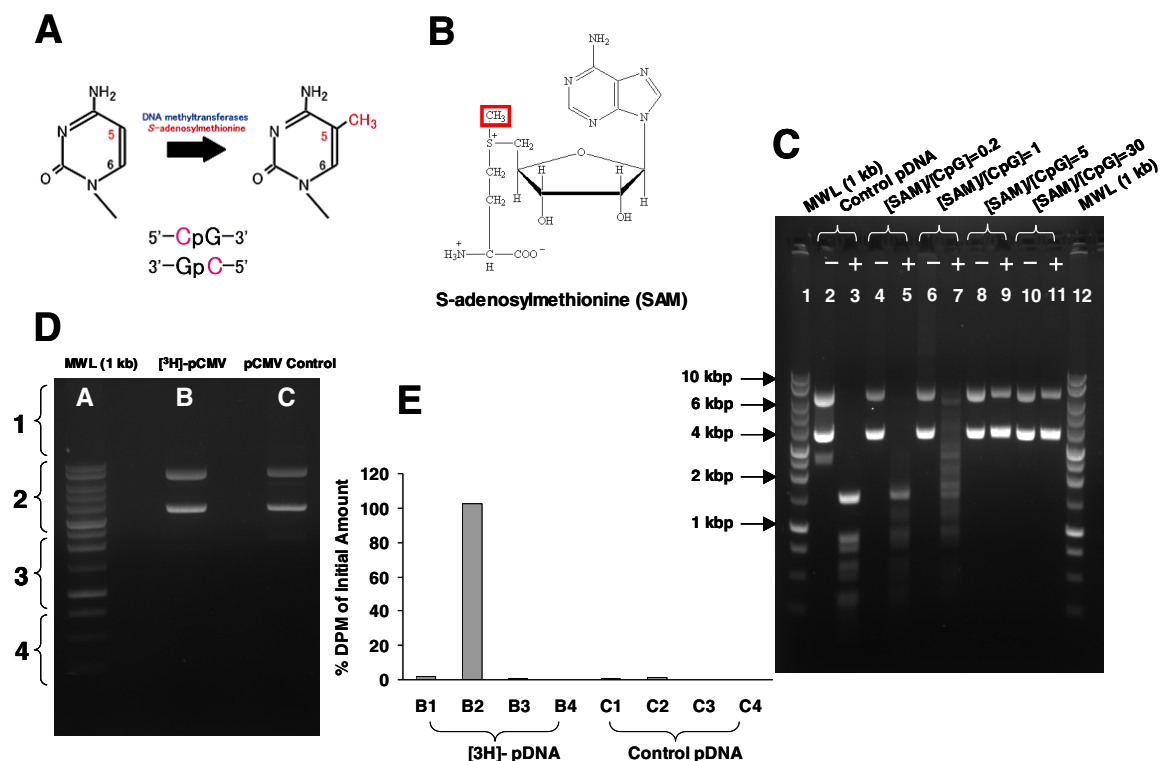 A
NH₂
N
5
6
O
N
DNA methyltransferases
S-adenosylmethionine
NH₂
CH₃
N
5
6
O
N
5'–CpG–3'
3'–GpC–5'
B
NH₂
N
N
N
N
CH₃
+
S
CH₂
CH₂
CH₂
O
H
H
H
H
OH
OH
+
H₃N
C
COO⁻
H
S-adenosylmethionine (SAM)
C
MWL (1 kb)
Control pDNA
[SAM]/[CpG]=0.2
[SAM]/[CpG]=1
[SAM]/[CpG]=5
[SAM]/[CpG]=30
MWL (1 kb)
− + − + − + − + − +
1 2 3 4 5 6 7 8 9 10 11 12
10 kbp
6 kbp
4 kbp
2 kbp
1 kbp
D
MWL (1 kb) [³H]-pCMV pCMV Control
A B C
1
2
3
4
E
% DPM of Initial Amount
120
100
80
60
40
20
0
B1 B2 B3 B4 C1 C2 C3 C4
[3H]- pDNA Control pDNA